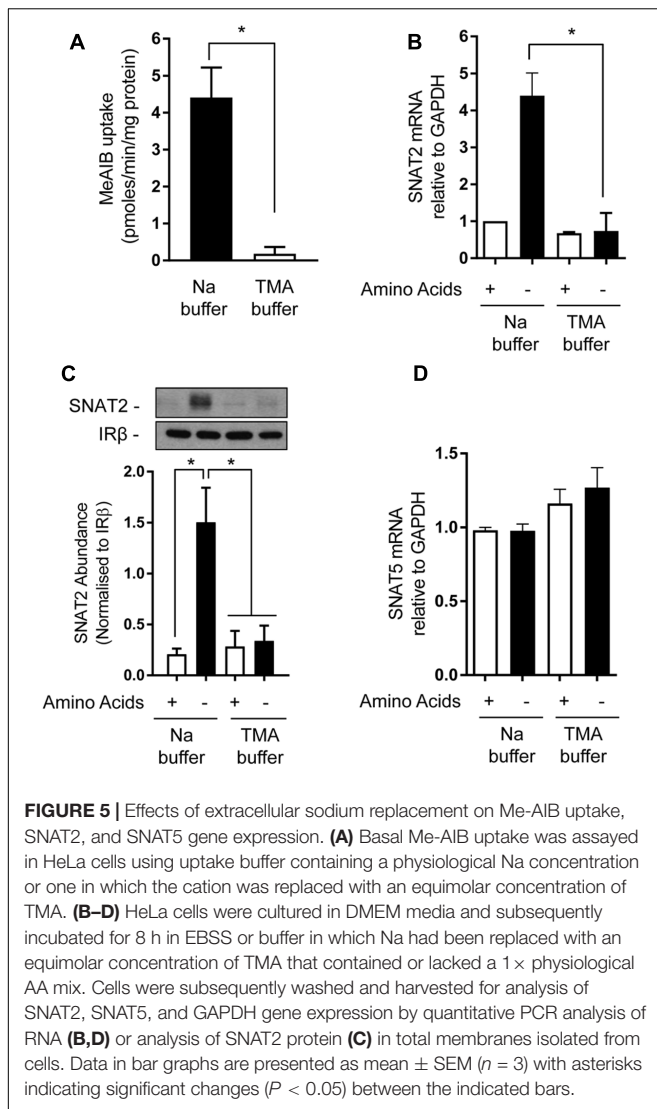 A
*
MeAIB uptake
(pmoles/min/mg protein)
6
5
4
3
2
1
0
Na
buffer
TMA
buffer
B
*
SNAT2 mRNA
relative to GAPDH
6
4
2
1
0
Amino Acids + - + -
Na
buffer
TMA
buffer
C
SNAT2 -
IRβ -
* *
SNAT2 Abundance
(Normalised to IRβ)
2.0
1.5
1.0
0.5
0.0
Amino Acids + - + -
Na
buffer
TMA
buffer
D
SNAT5 mRNA
relative to GAPDH
1.5
1.0
0.5
0.0
Amino Acids + - + -
Na
buffer
TMA
buffer
FIGURE 5 | Effects of extracellular sodium replacement on Me-AIB uptake,
SNAT2, and SNAT5 gene expression. (A) Basal Me-AIB uptake was assayed
in HeLa cells using uptake buffer containing a physiological Na concentration
or one in which the cation was replaced with an equimolar concentration of
TMA. (B–D) HeLa cells were cultured in DMEM media and subsequently
incubated for 8 h in EBSS or buffer in which Na had been replaced with an
equimolar concentration of TMA that contained or lacked a 1× physiological
AA mix. Cells were subsequently washed and harvested for analysis of
SNAT2, SNAT5, and GAPDH gene expression by quantitative PCR analysis of
RNA (B,D) or analysis of SNAT2 protein (C) in total membranes isolated from
cells. Data in bar graphs are presented as mean ± SEM (n = 3) with asterisks
indicating significant changes (P < 0.05) between the indicated bars.